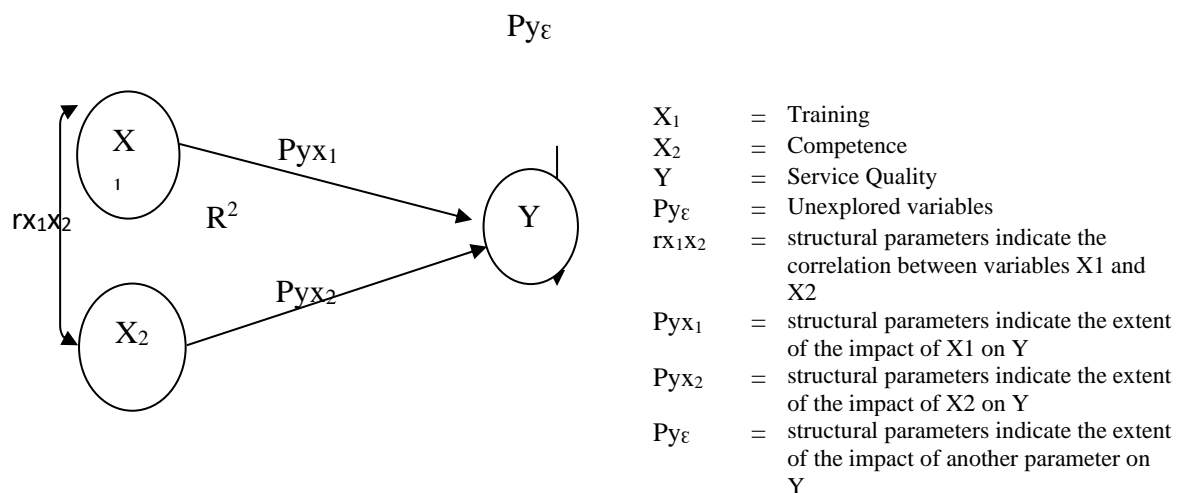 Pyε
X
1
Pyx₁
rx₁x₂
R²
Y
Pyx₂
X₂
X₁ = Training
X₂ = Competence
Y = Service Quality
Pyε = Unexplored variables
rx₁x₂ = structural parameters indicate the
correlation between variables X1 and
X2
Pyx₁ = structural parameters indicate the extent
of the impact of X1 on Y
Pyx₂ = structural parameters indicate the extent
of the impact of X2 on Y
Pyε = structural parameters indicate the extent
of the impact of another parameter on
Y